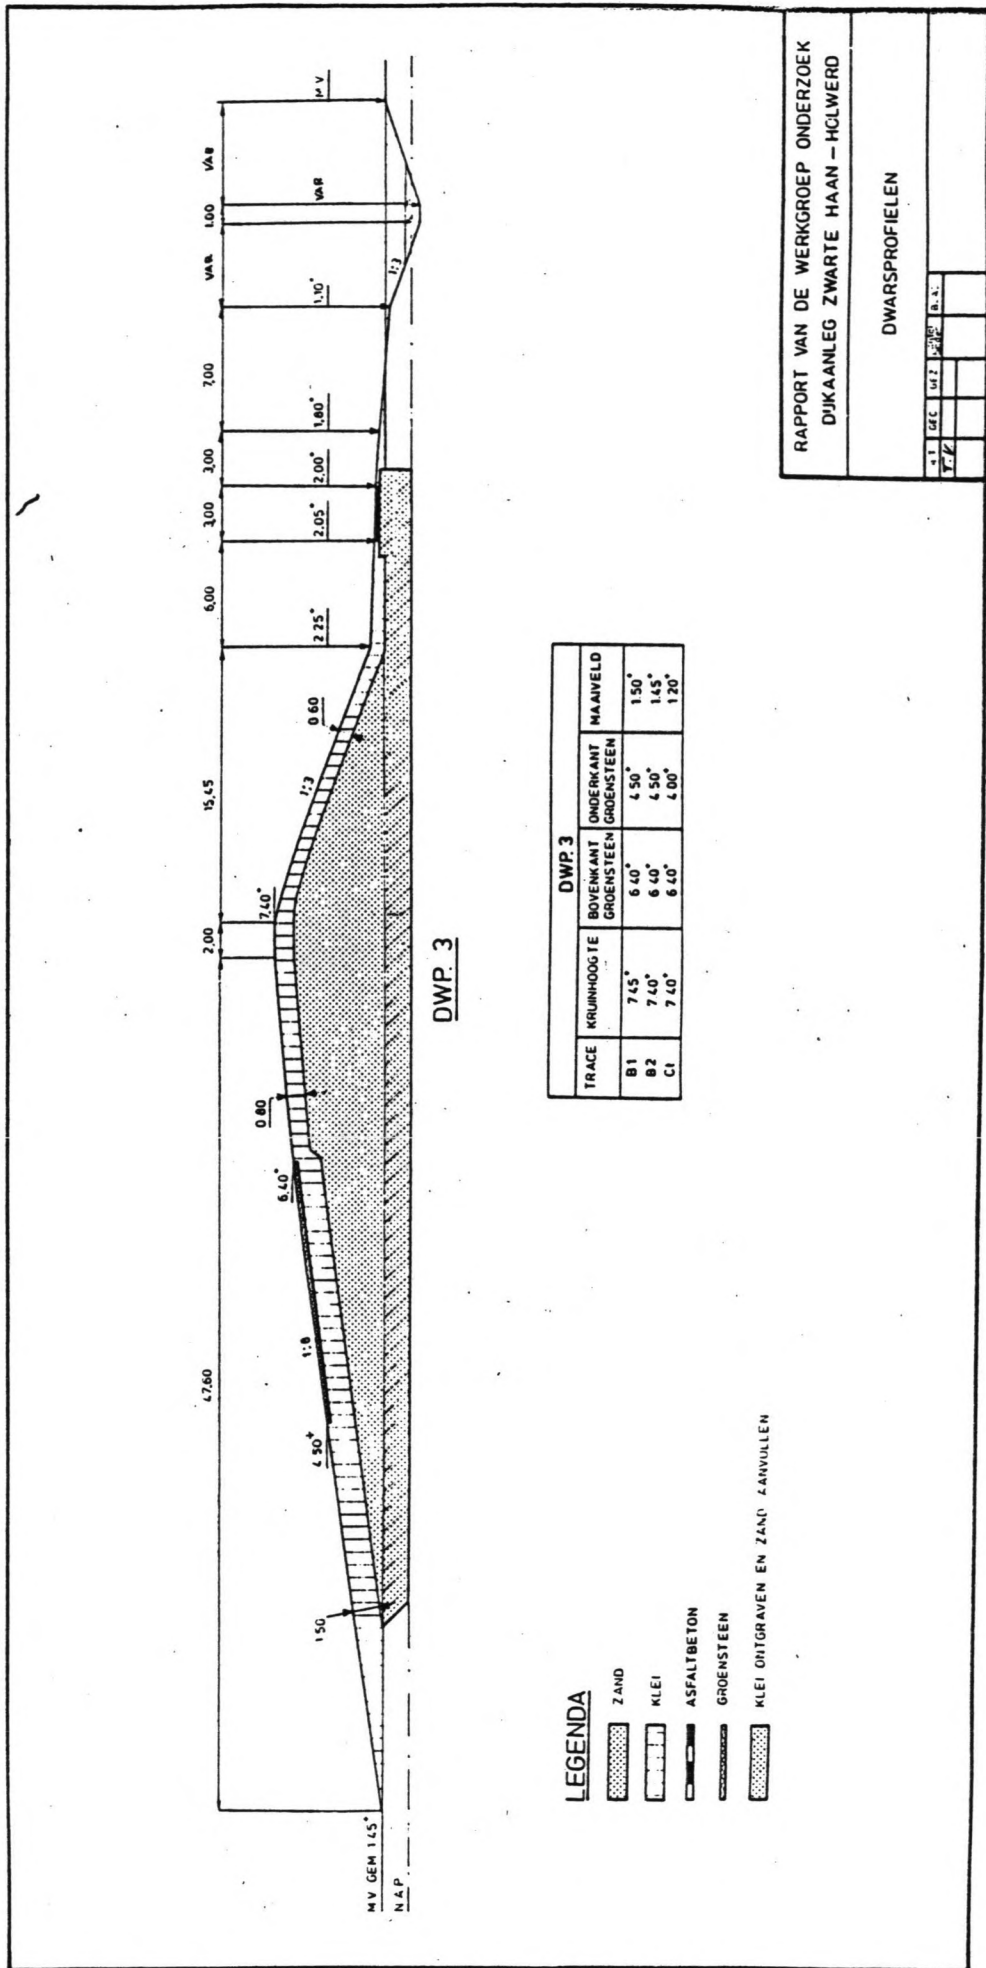 47,60
2,00
15,45
6,00
3,00
3,00
7,00
VAR
1.00
VAR
MV GEM 1.45⁺
N.A.P.
1.50
4.50⁺
1:8
6.40⁺
0.80
7,40⁺
1:3
0.60
2.25⁺
2.05⁺
2.00⁺
1,80⁺
1,10⁺
1:3
VAR
M.V.
DWP. 3
DWP. 3
TRACE KRUINHOOGTE BOVENKANT GROENSTEEN ONDERKANT GROENSTEEN MAAIVELD
B1 7.45⁺ 6.40⁺ 4.50⁺ 1.50⁺
B2 7.40⁺ 6.40⁺ 4.50⁺ 1.45⁺
C1 7.40⁺ 6.40⁺ 4.00⁺ 1.20⁺
LEGENDA
ZAND
KLEI
ASFALTBETON
GROENSTEEN
KLEI ONTGRAVEN EN ZAND AANVULLEN
RAPPORT VAN DE WERKGROEP ONDERZOEK
DIJKAANLEG ZWARTE HAAN – HOLWERD
DWARSPROFIELEN
GEC GEZ
T.V.